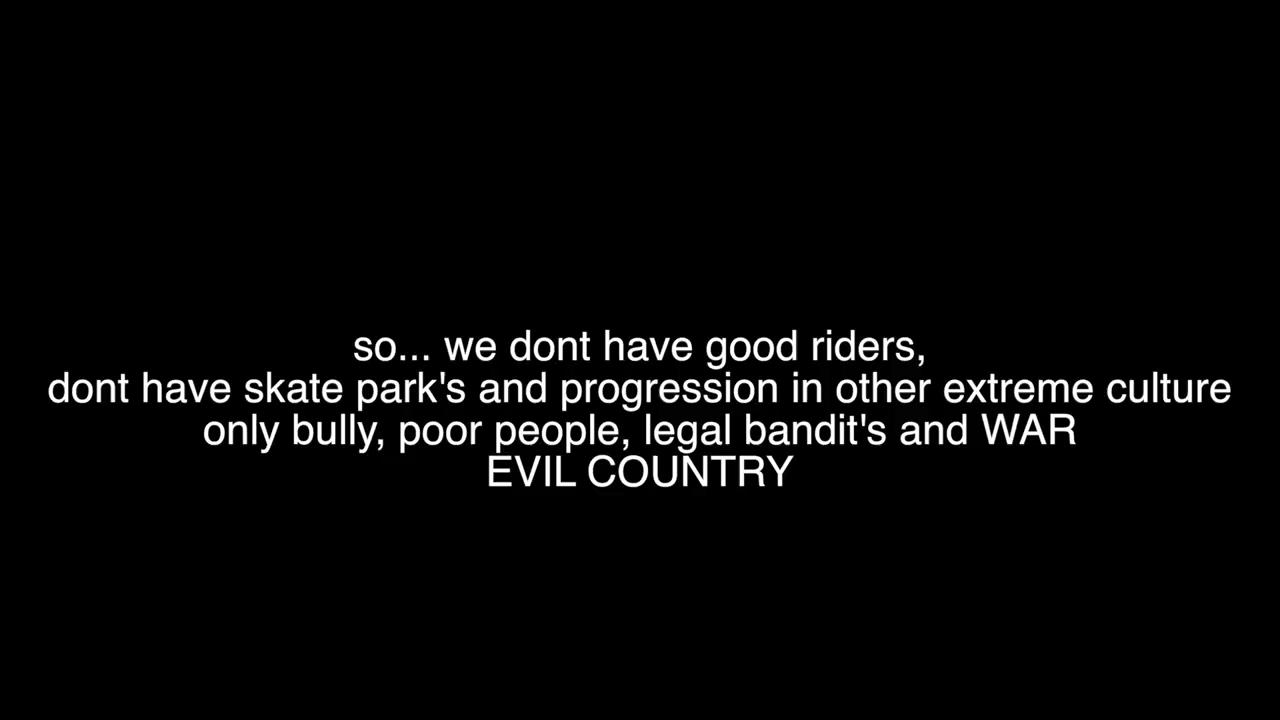 so... we dont have good riders,
dont have skate park's and progression in other extreme culture
only bully, poor people, legal bandit's and WAR
EVIL COUNTRY